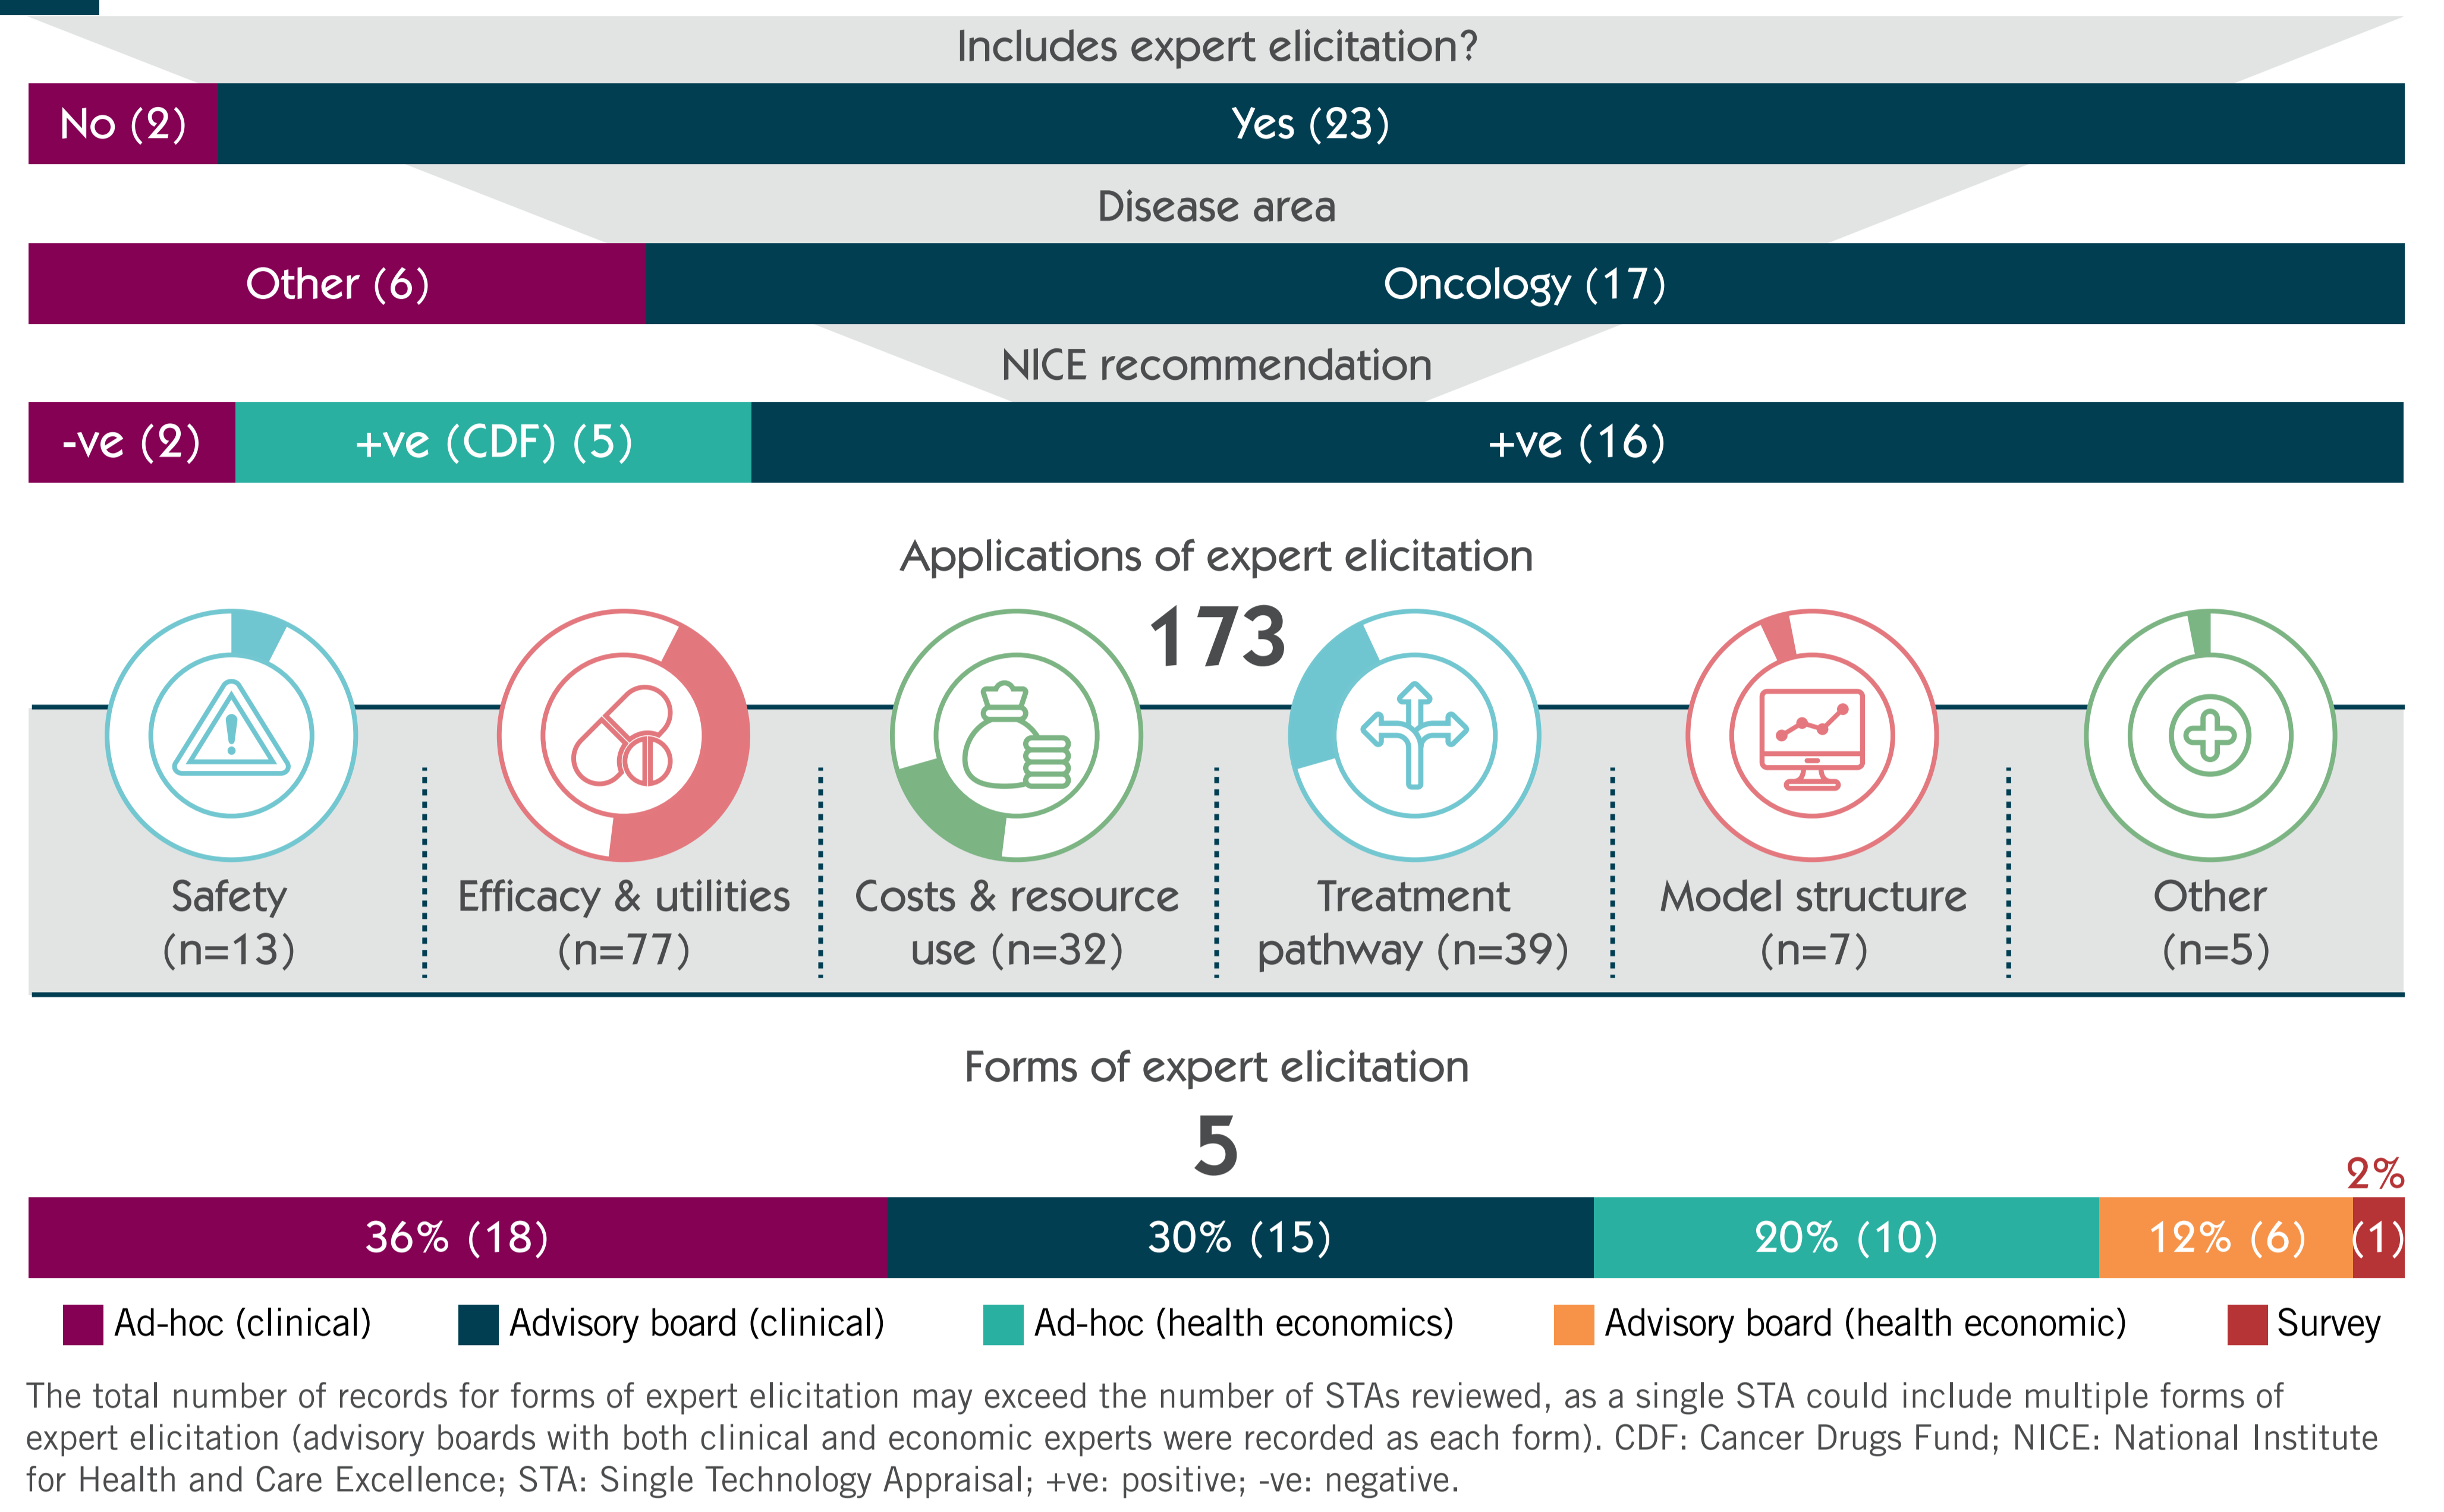 Includes expert elicitation?
No (2)
Yes (23)
Disease area
Other (6)
Oncology (17)
NICE recommendation
-ve (2)
+ve (CDF) (5)
+ve (16)
Applications of expert elicitation
173
Safety
(n=13)
Efficacy & utilities
(n=77)
Costs & resource
use (n=32)
Treatment
pathway (n=39)
Model structure
(n=7)
Other
(n=5)
Forms of expert elicitation
5
2%
36% (18)
30% (15)
20% (10)
12% (6)
(1)
Ad-hoc (clinical)
Advisory board (clinical)
Ad-hoc (health economics)
Advisory board (health economic)
Survey
The total number of records for forms of expert elicitation may exceed the number of STAs reviewed, as a single STA could include multiple forms of
expert elicitation (advisory boards with both clinical and economic experts were recorded as each form). CDF: Cancer Drugs Fund; NICE: National Institute
for Health and Care Excellence; STA: Single Technology Appraisal; +ve: positive; -ve: negative.